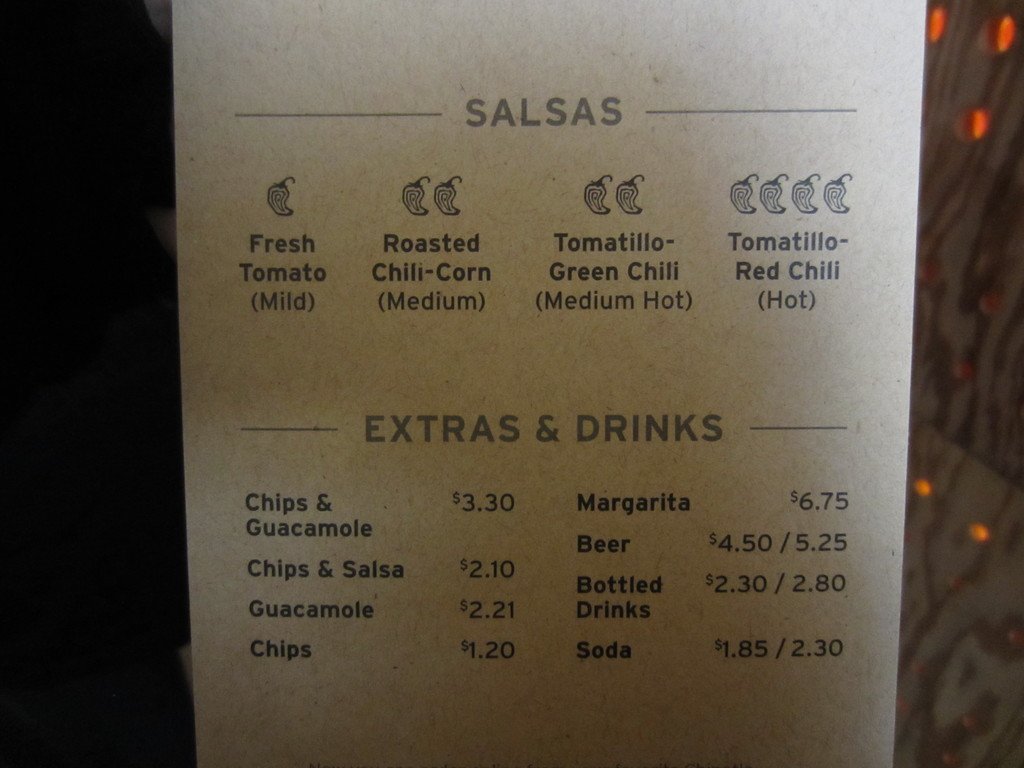 SALSAS
Fresh Tomato (Mild)
Roasted Chili-Corn (Medium)
Tomatillo-Green Chili (Medium Hot)
Tomatillo-Red Chili (Hot)
EXTRAS & DRINKS
Chips & Guacamole $3.30
Chips & Salsa $2.10
Guacamole $2.21
Chips $1.20
Margarita $6.75
Beer $4.50 / 5.25
Bottled Drinks $2.30 / 2.80
Soda $1.85 / 2.30